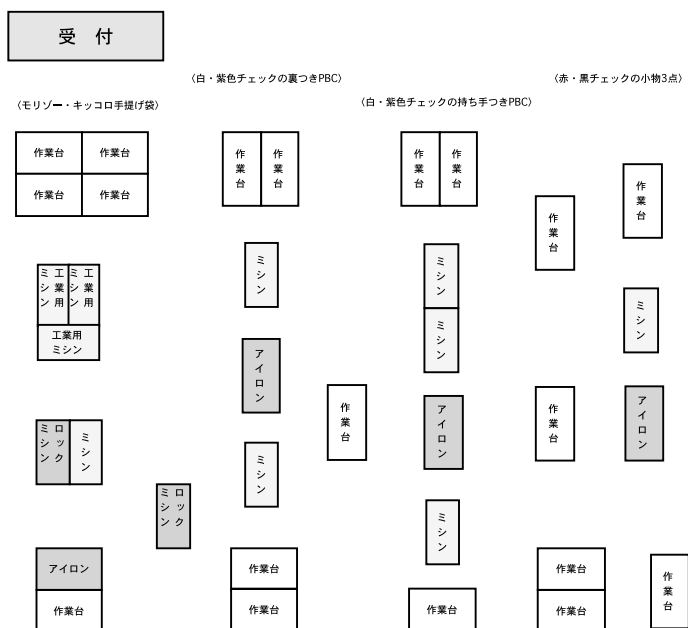 受 付
〈白・紫色チェックの裏つきPBC〉
〈赤・黒チェックの小物3点〉
〈モリゾー・キッコロ手提げ袋〉
〈白・紫色チェックの持ち手つきPBC〉
作業台
作業台
作業台
作業台
工業用
ミシン
工業用
ミシン
工業用
ミシン
ロック
ミシン
ミシン
ロック
ミシン
アイロン
作業台
作業台
作業台
ミシン
アイロン
ミシン
作業台
作業台
作業台
作業台
作業台
ミシン
ミシン
アイロン
ミシン
作業台
作業台
作業台
作業台
作業台
作業台
ミシン
アイロン
作業台